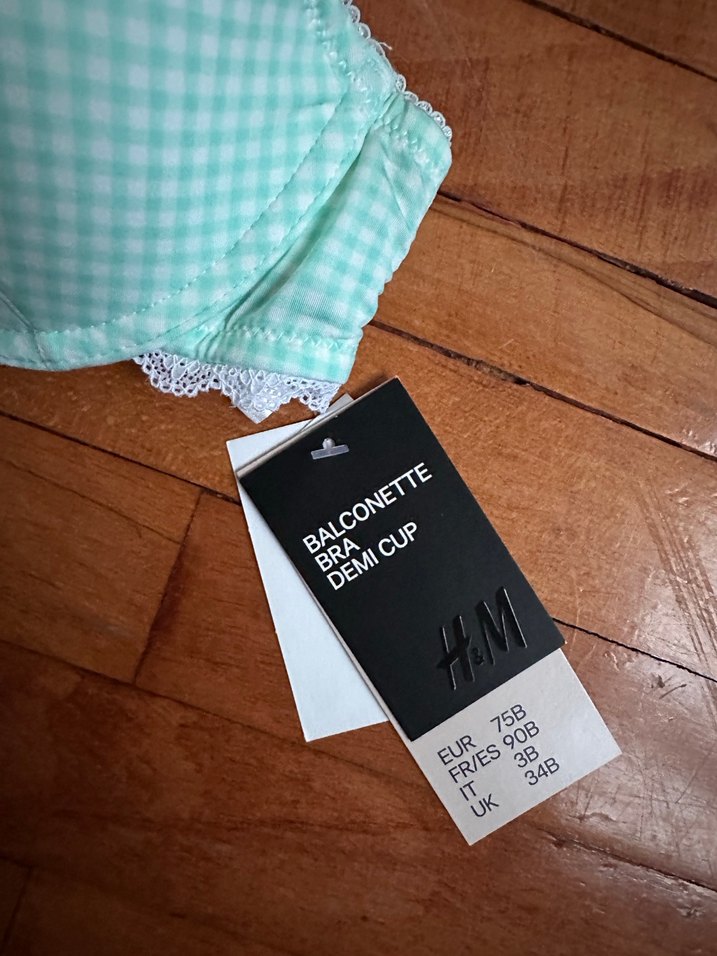 BALCONETTE
BRA
DEMI CUP
H&M
EUR 75B
FR/ES 90B
IT 3B
UK 34B